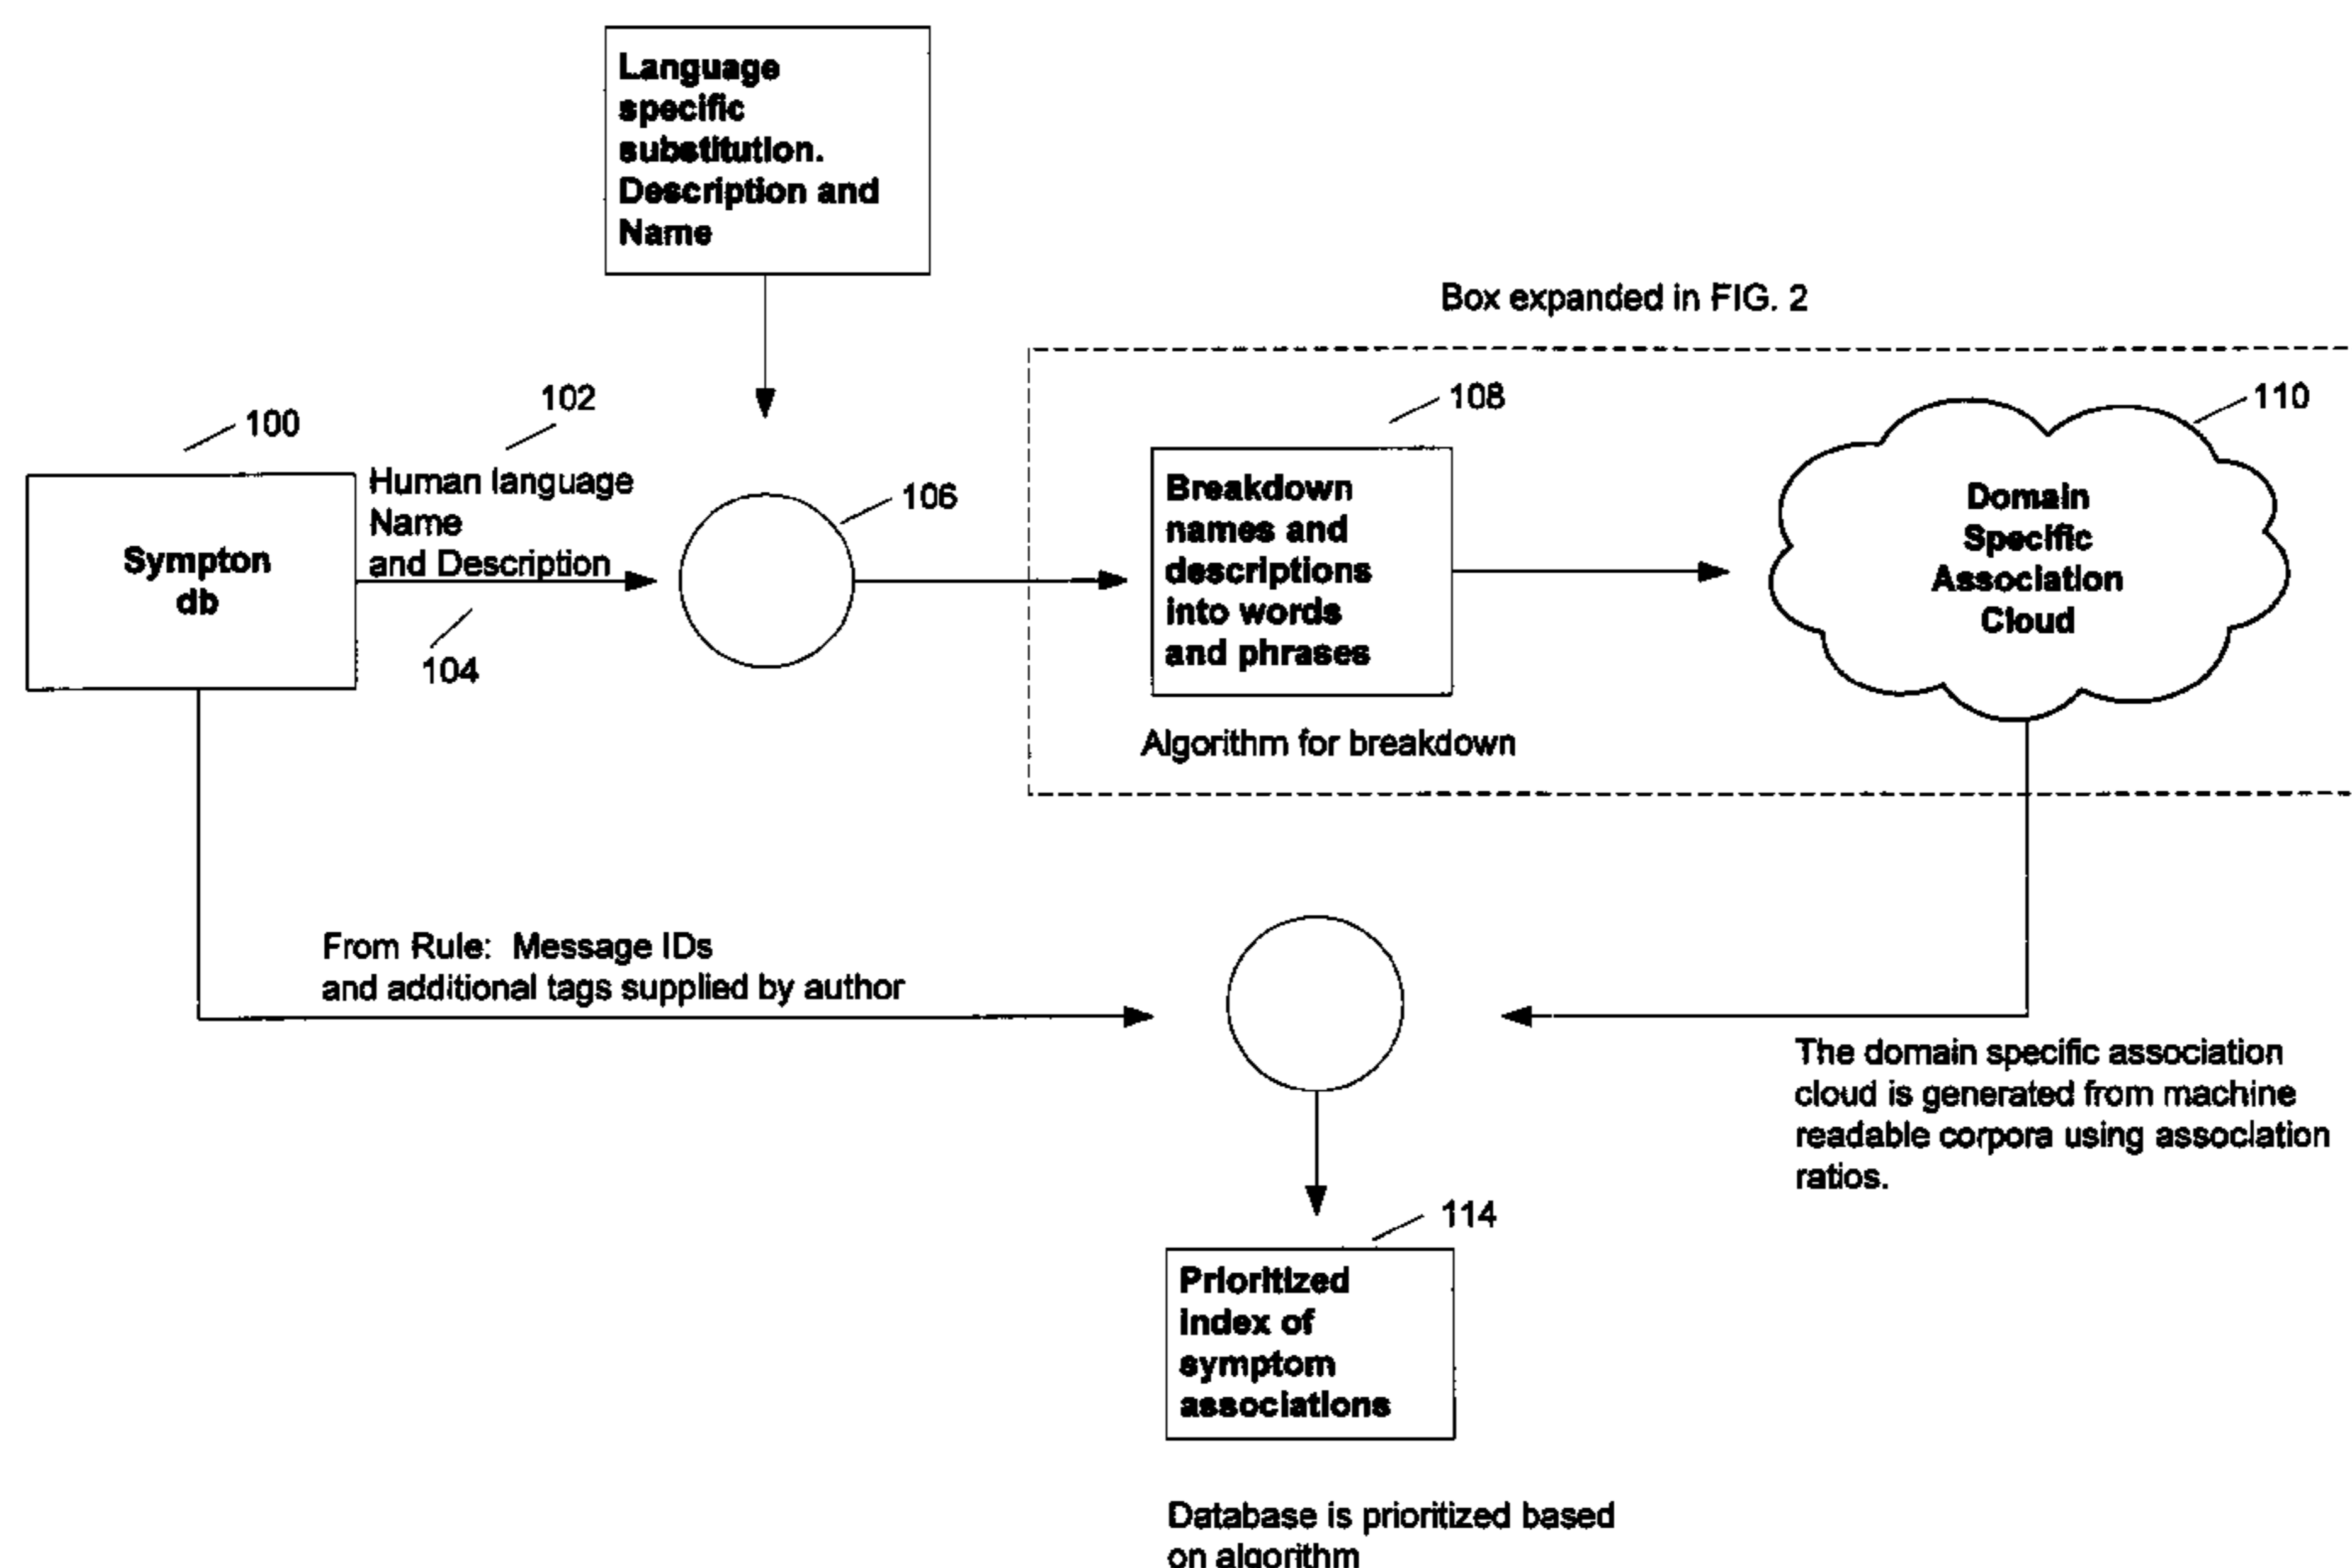 Language
specific
substitution.
Description and
Name
Box expanded in FIG. 2
100
102
Human language
Name
and Description
104
106
108
110
Sympton
db
Breakdown
names and
descriptions
into words
and phrases
Algorithm for breakdown
Domain
Specific
Association
Cloud
From Rule: Message IDs
and additional tags supplied by author
The domain specific association
cloud is generated from machine
readable corpora using association
ratios.
114
Prioritized
index of
symptom
associations
Database is prioritized based
on algorithm